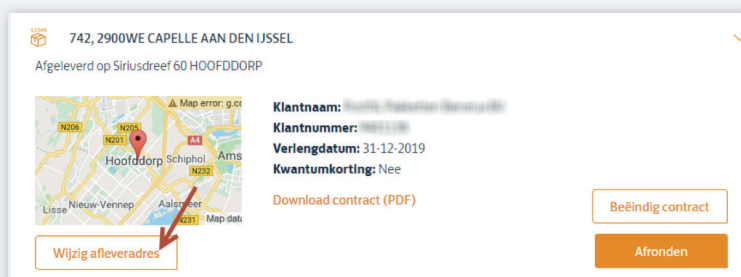 12345
742, 2900WE CAPELLE AAN DEN IJSSEL
Afgeleverd op Siriusdreef 60 HOOFDDORP
Map error: g.co
N206
N205
N201
A4
Hoofddorp
Schiphol
Ams
N232
Nieuw-Vennep
Aalsmeer
Lisse
N231
Map data
Klantnaam:
Klantnummer:
Verlengdatum: 31-12-2019
Kwantumkorting: Nee
Download contract (PDF)
Beëindig contract
Wijzig afleveradres
Afronden